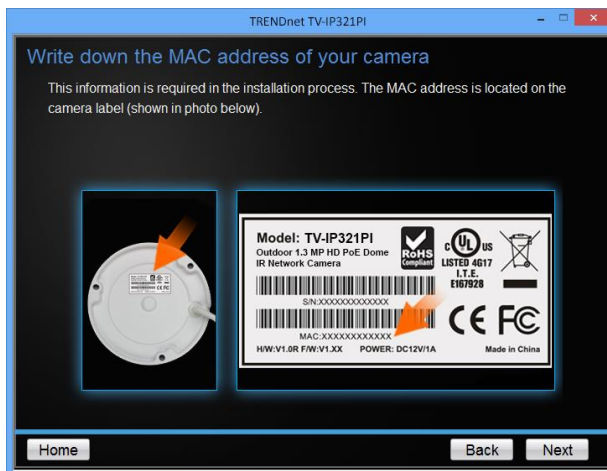 TRENDnet TV-IP321PI
Write down the MAC address of your camera
This information is required in the installation process. The MAC address is located on the
camera label (shown in photo below).
Model: TV-IP321PI
Outdoor 1.3 MP HD PoE Dome
IR Network Camera
RoHS
Compliant
c UL us
LISTED 4G17
I.T.E.
E167928
S/N:XXXXXXXXXXXXX
MAC:XXXXXXXXXXXX
CE FC
H/W:V1.0R F/W:V1.XX POWER: DC12V/1A Made in China
Home Back Next